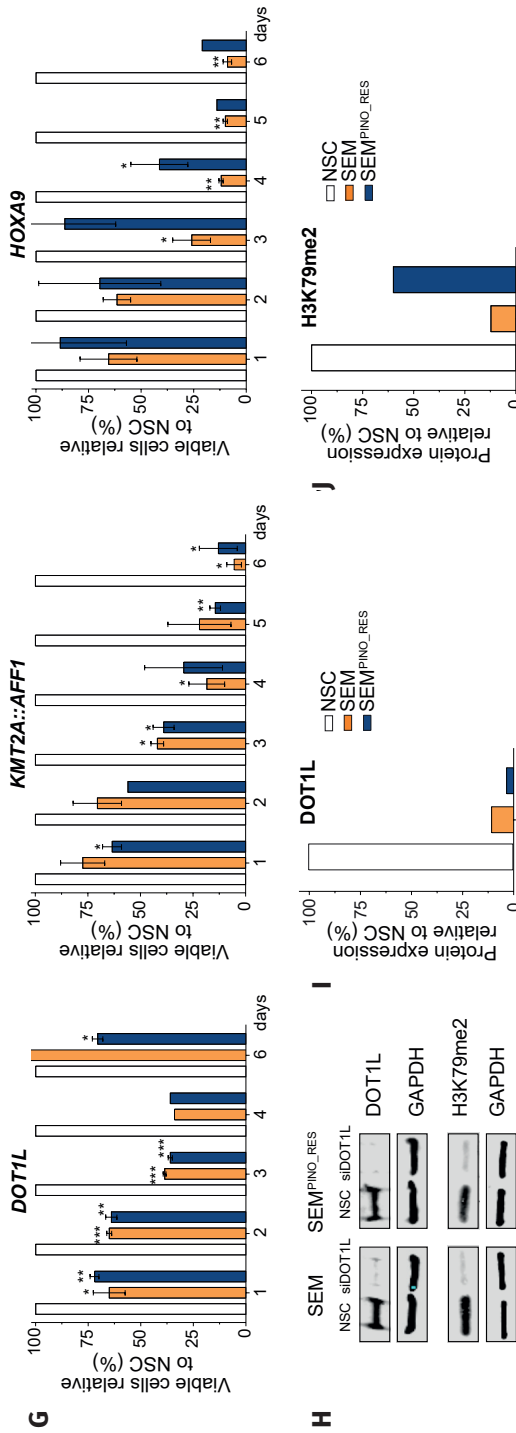 G
DOT1L
Viable cells relative
to NSC (%)
100
75
50
25
0
* ** *** ** *** *** *
1 2 3 4 6 days
KMT2A::AFF1
Viable cells relative
to NSC (%)
100
75
50
25
0
* * * * ** * *
1 2 3 4 5 6 days
HOXA9
Viable cells relative
to NSC (%)
100
75
50
25
0
* ** * ** **
1 2 3 4 5 6 days
H
SEM SEMPINO_RES
NSC siDOT1L NSC siDOT1L
DOT1L
GAPDH
H3K79me2
GAPDH
I
DOT1L
Protein expression
relative to NSC (%)
100
75
50
25
0
NSC
SEM
SEMPINO_RES
J
H3K79me2
Protein expression
relative to NSC (%)
100
75
50
25
0
NSC
SEM
SEMPINO_RES